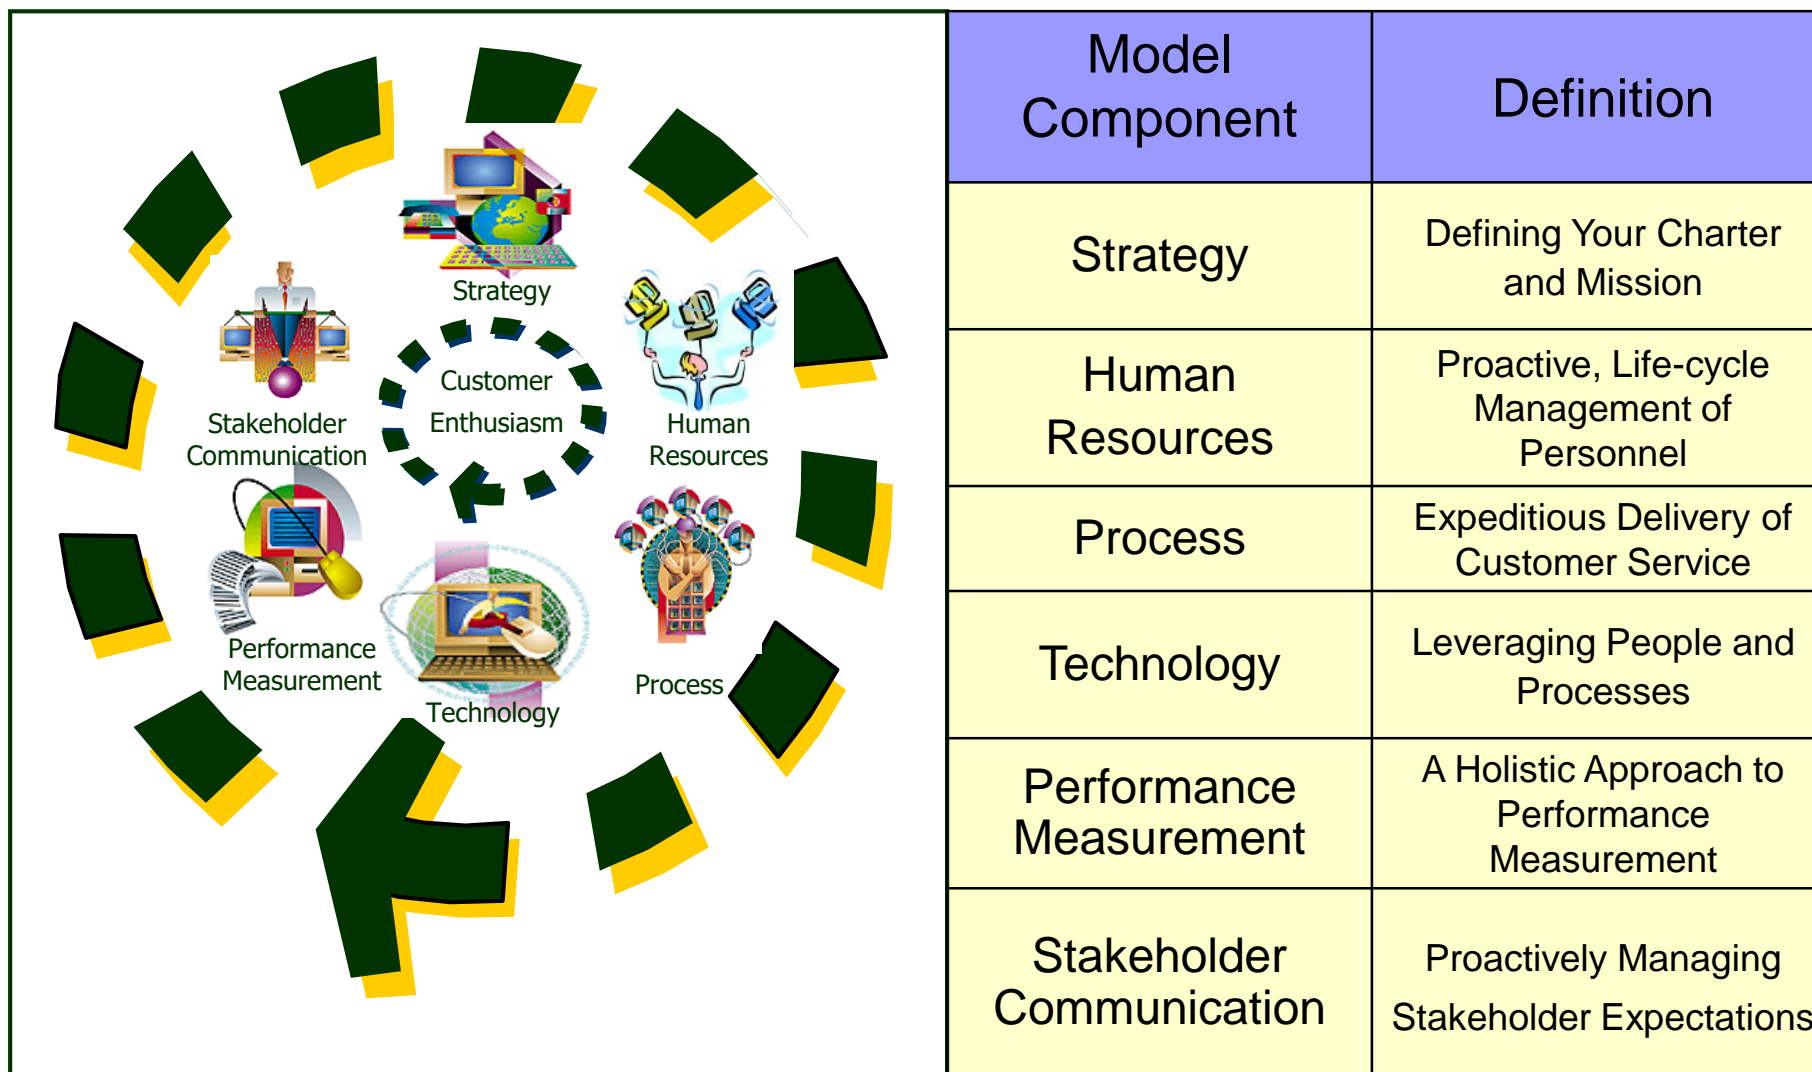 Strategy
Customer
Enthusiasm
Stakeholder
Communication
Human
Resources
Performance
Measurement
Process
Technology
Model
Component
Definition
Strategy
Defining Your Charter
and Mission
Human
Resources
Proactive, Life-cycle
Management of
Personnel
Process
Expeditious Delivery of
Customer Service
Technology
Leveraging People and
Processes
Performance
Measurement
A Holistic Approach to
Performance
Measurement
Stakeholder
Communication
Proactively Managing
Stakeholder Expectations